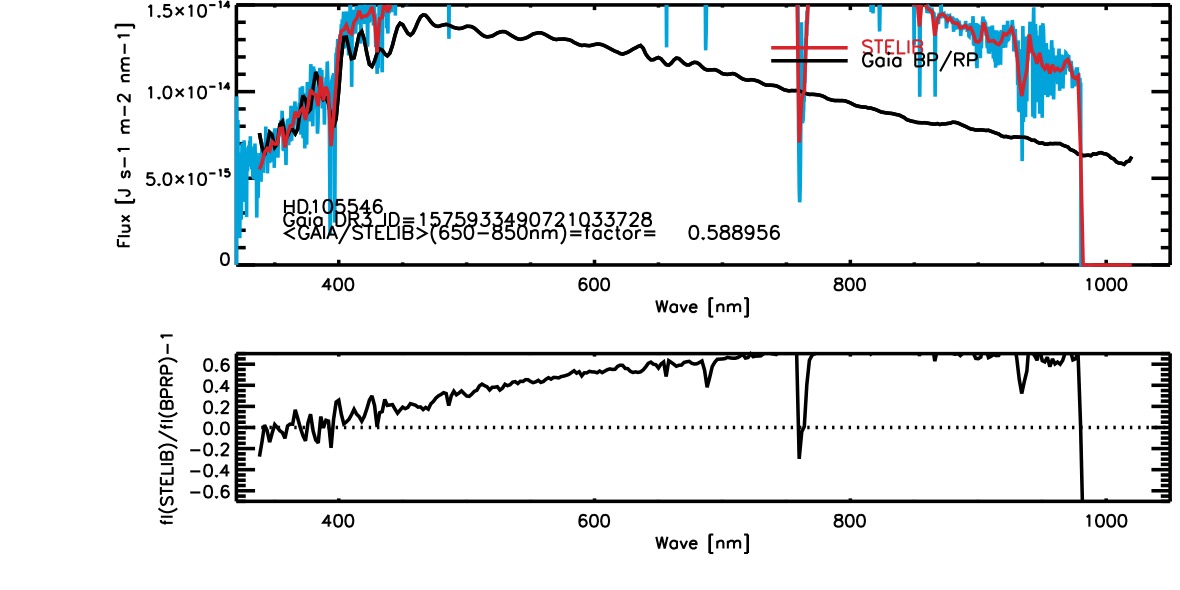 1.5×10−14
STELIB
Gaia BP/RP
1.0×10−14
5.0×10−15
HD105546
Gaia DR3 ID=1575933490721033728
<GAIA/STELIB>(650−850nm)=factor= 0.588956
0
Flux [J s−1 m−2 nm−1]
400 600 800 1000
Wave [nm]
0.6
0.4
0.2
0.0
−0.2
−0.4
−0.6
fl(STELIB)/fl(BPRP)−1
400 600 800 1000
Wave [nm]